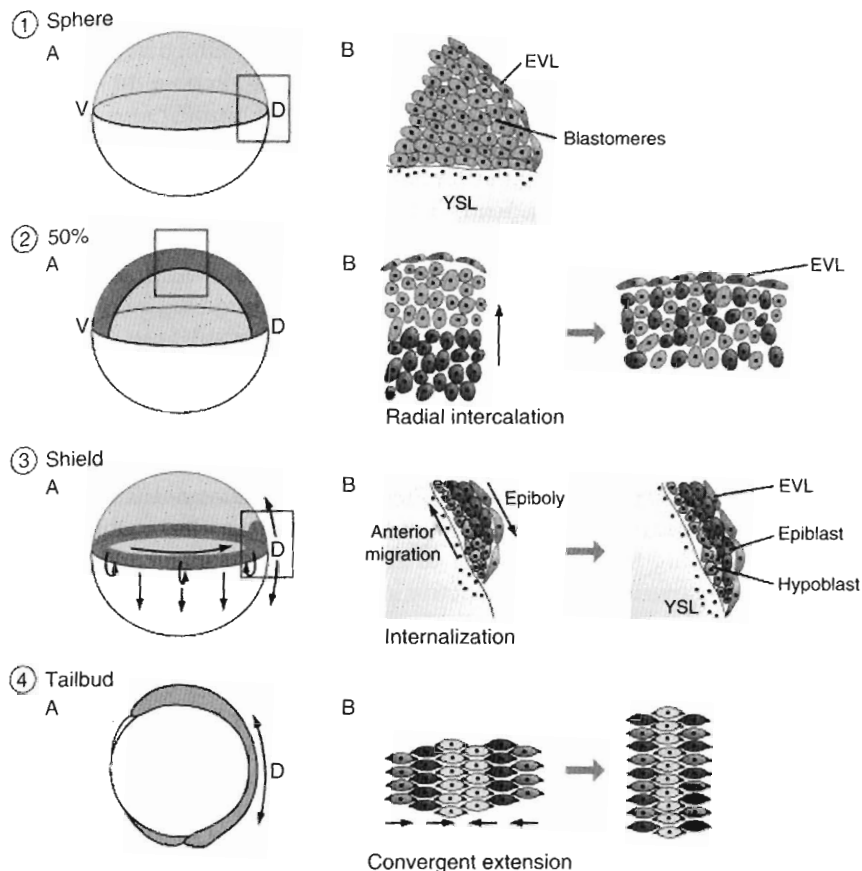 1 Sphere
A
B
EVL
V
D
Blastomeres
YSL
2 50%
A
B
EVL
V
D
Radial intercalation
3 Shield
A
B
Epiboly
EVL
Anterior
migration
D
Epiblast
Hypoblast
YSL
Internalization
4 Tailbud
A
B
D
Convergent extension